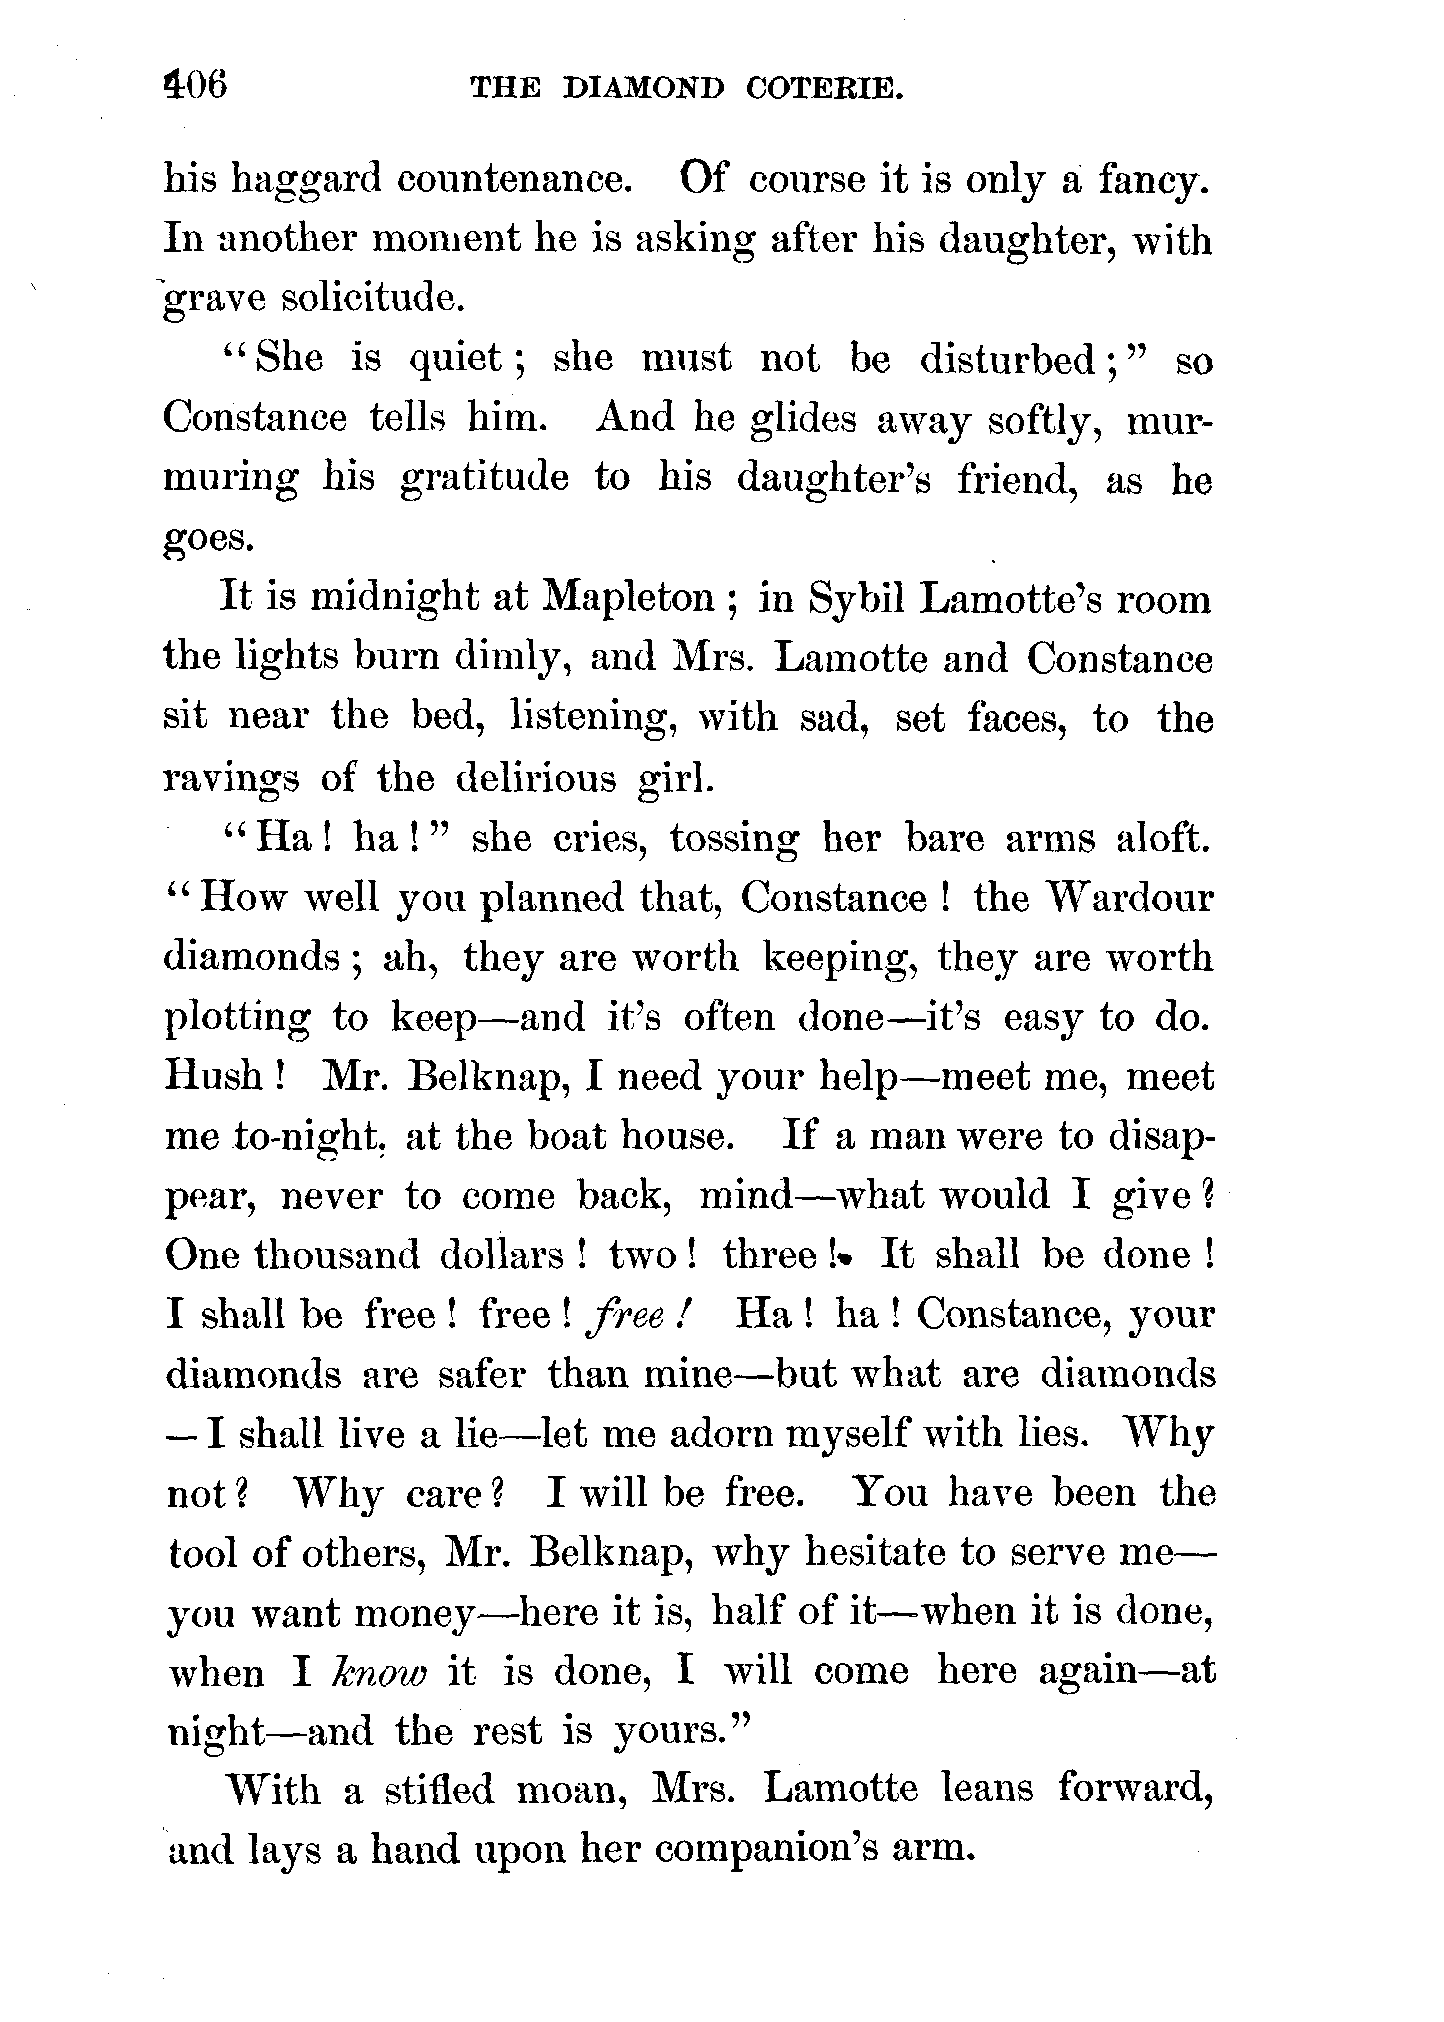 406 THE DIAMOND COTERIE.
his haggard countenance. Of course it is only a fancy.
In another moment he is asking after his daughter, with
grave solicitude.
“She is quiet; she must not be disturbed;” so
Constance tells him. And he glides away softly, mur-
muring his gratitude to his daughter’s friend, as he
goes.
It is midnight at Mapleton; in Sybil Lamotte’s room
the lights burn dimly, and Mrs. Lamotte and Constance
sit near the bed, listening, with sad, set faces, to the
ravings of the delirious girl.
“Ha! ha!” she cries, tossing her bare arms aloft.
“How well you planned that, Constance! the Wardour
diamonds; ah, they are worth keeping, they are worth
plotting to keep—and it’s often done—it’s easy to do.
Hush! Mr. Belknap, I need your help—meet me, meet
me to-night, at the boat house. If a man were to disap-
pear, never to come back, mind—what would I give?
One thousand dollars! two! three! It shall be done!
I shall be free! free! free! Ha! ha! Constance, your
diamonds are safer than mine—but what are diamonds
—I shall live a lie—let me adorn myself with lies. Why
not? Why care? I will be free. You have been the
tool of others, Mr. Belknap, why hesitate to serve me—
you want money—here it is, half of it—when it is done,
when I know it is done, I will come here again—at
night—and the rest is yours.”
With a stifled moan, Mrs. Lamotte leans forward,
and lays a hand upon her companion’s arm.